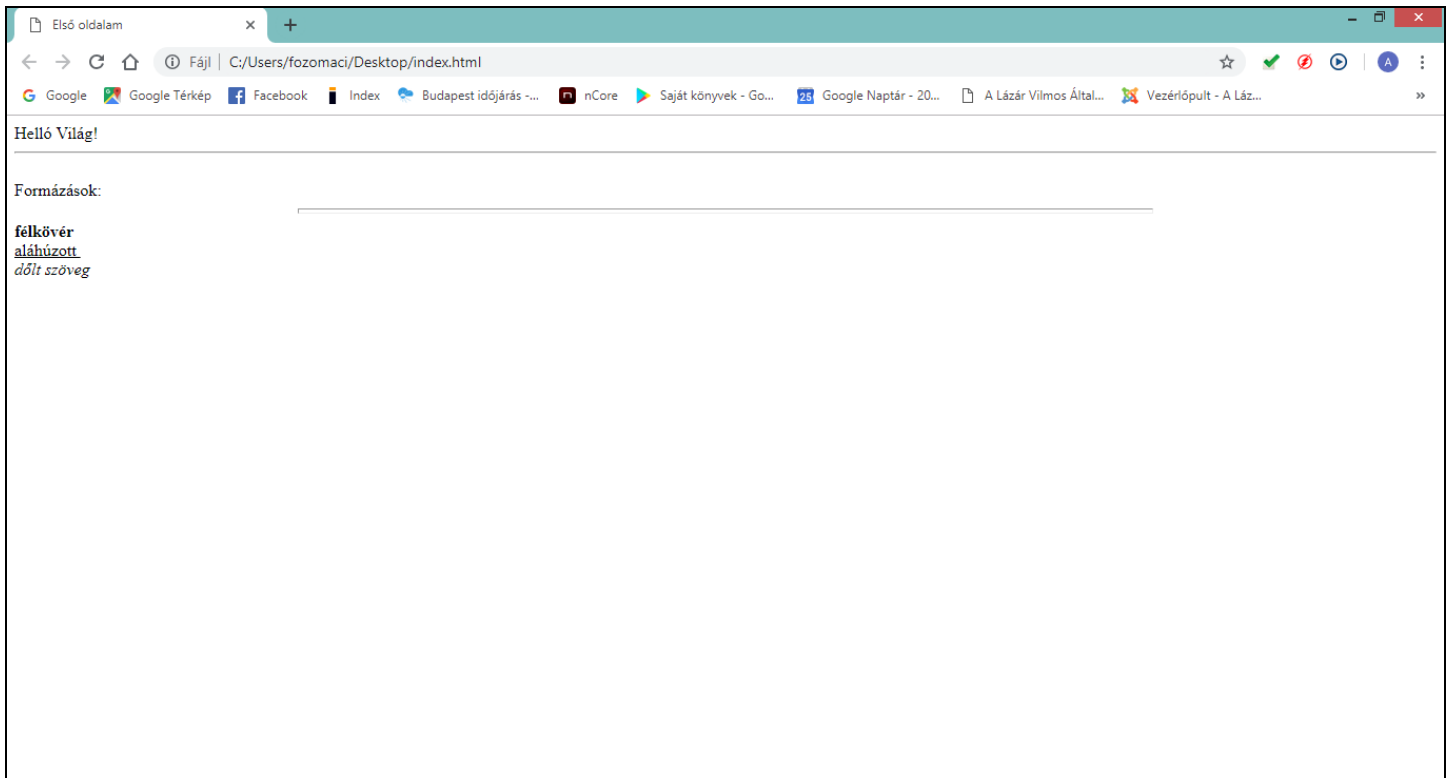 Első oldalam
Fájl C:/Users/fozomaci/Desktop/index.html A
Google Google Térkép Facebook Index Budapest időjárás -... nCore Saját könyvek - Go... 25 Google Naptár - 20... A Lázár Vilmos Által... Vezérlőpult - A Láz... »
Helló Világ!
Formázások:
félkövér
aláhúzott
dőlt szöveg